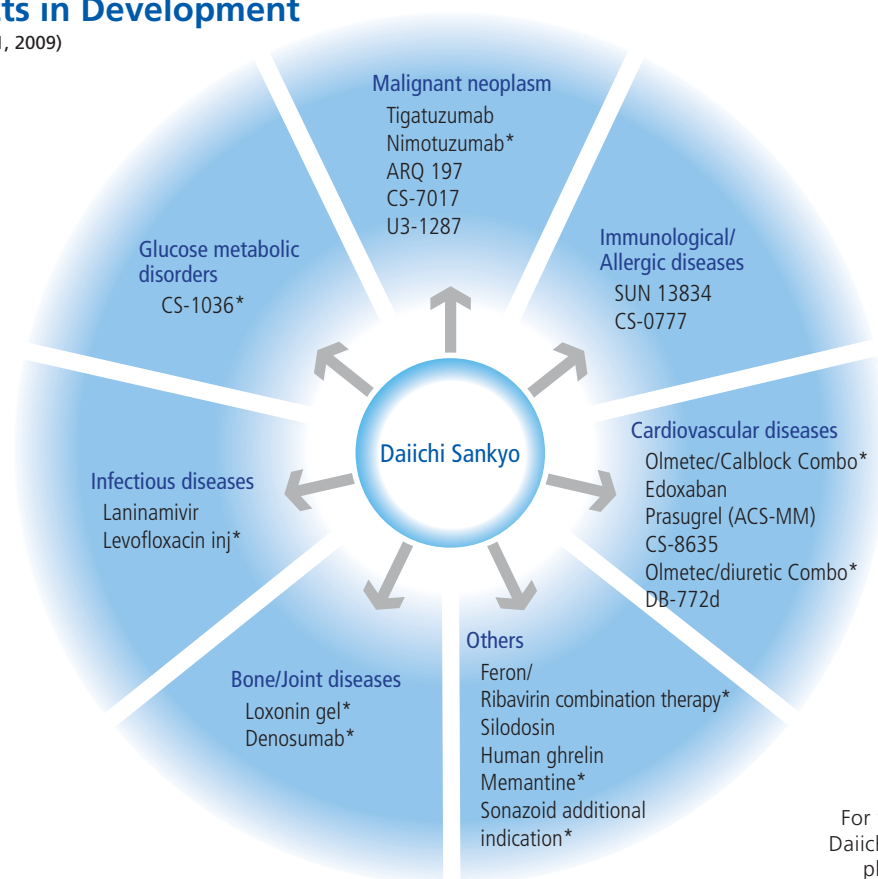 in Development
2009)
Malignant neoplasm
Tigatuzumab
Nimotuzumab*
ARQ 197
CS-7017
U3-1287
Immunological/
Allergic diseases
SUN 13834
CS-0777
Glucose metabolic
disorders
CS-1036*
Daiichi Sankyo
Cardiovascular diseases
Olmetec/Calblock Combo*
Edoxaban
Prasugrel (ACS-MM)
CS-8635
Olmetec/diuretic Combo*
DB-772d
Infectious diseases
Laninamivir
Levofloxacin inj*
Bone/Joint diseases
Loxonin gel*
Denosumab*
Others
Feron/
Ribavirin combination therapy*
Silodosin
Human ghrelin
Memantine*
Sonazoid additional
indication*
For